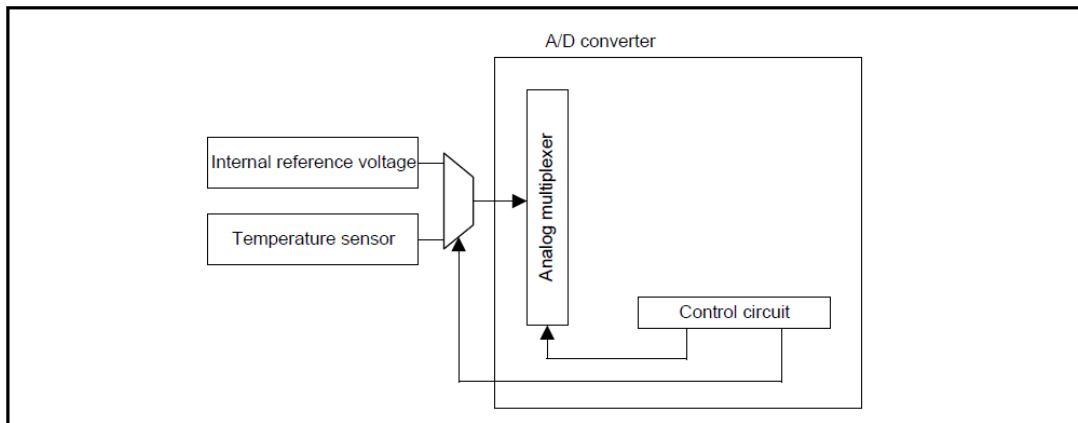 A/D converter
Internal reference voltage
Temperature sensor
Analog multiplexer
Control circuit